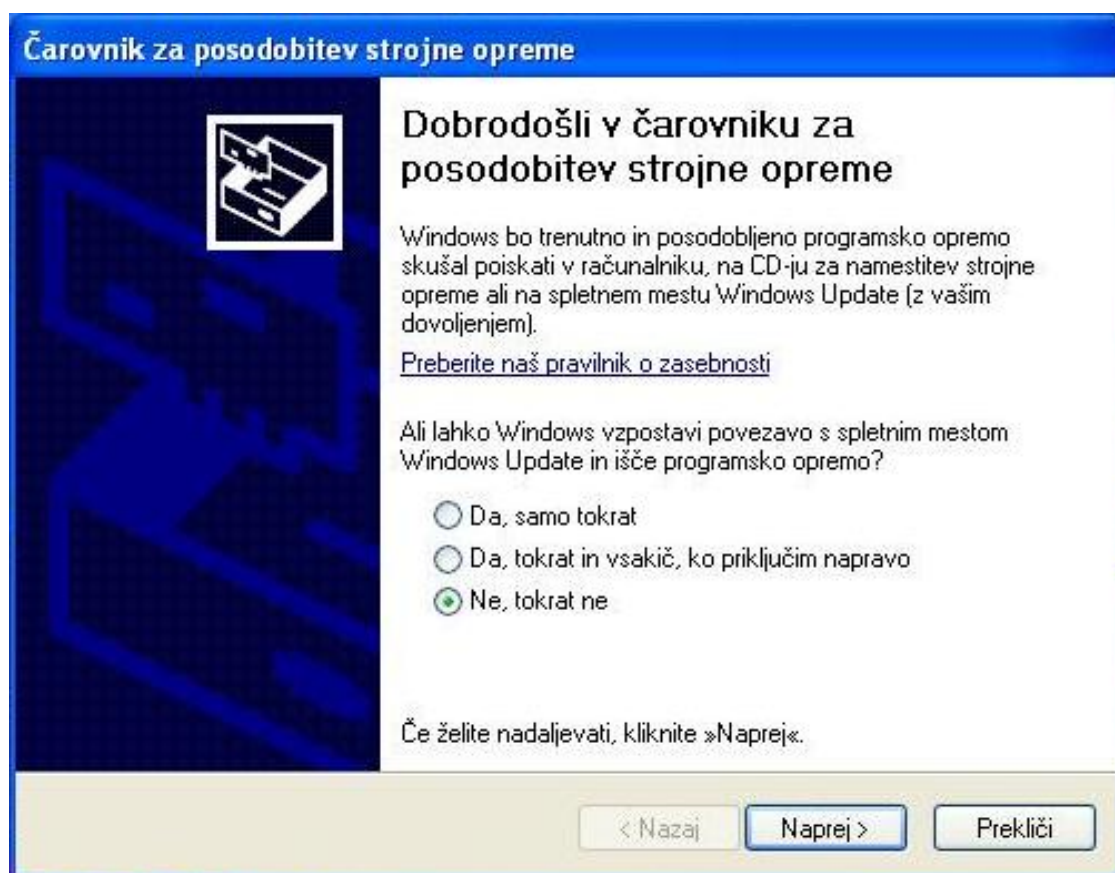 Čarovnik za posodobitev strojne opreme
Dobrodošli v čarovniku za
posodobitev strojne opreme
Windows bo trenutno in posodobljeno programsko opremo
skušal poiskati v računalniku, na CD-ju za namestitev strojne
opreme ali na spletnem mestu Windows Update (z vašim
dovoljenjem).
Preberite naš pravilnik o zasebnosti
Ali lahko Windows vzpostavi povezavo s spletnim mestom
Windows Update in išče programsko opremo?
Da, samo tokrat
Da, tokrat in vsakič, ko priključim napravo
Ne, tokrat ne
Če želite nadaljevati, kliknite »Naprej«.
< Nazaj Naprej > Prekliči